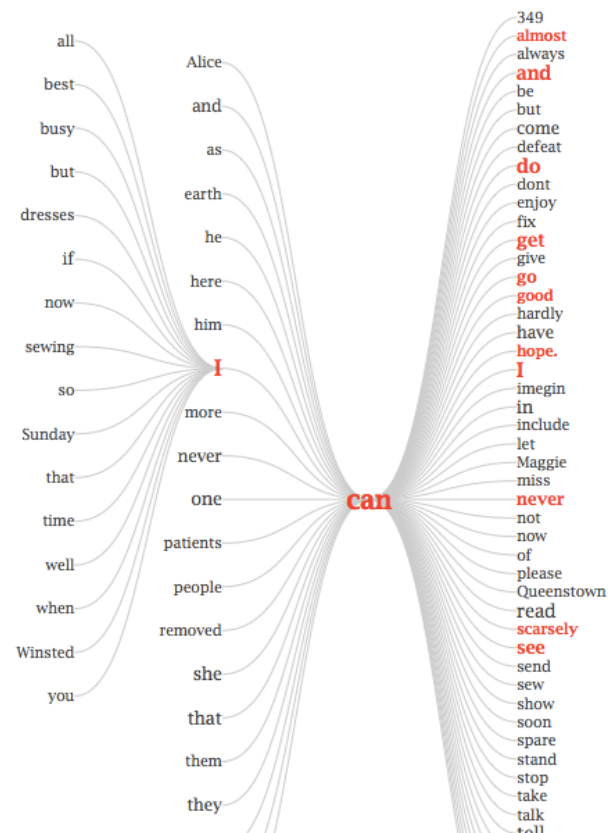 all
best
busy
but
dresses
if
now
sewing
so
Sunday
that
time
well
when
Winsted
you
Alice
and
as
earth
he
here
him
I
more
never
one
patients
people
removed
she
that
them
they
can
349
almost
always
and
be
but
come
defeat
do
dont
enjoy
fix
get
give
go
good
hardly
have
hope.
I
imegin
in
include
let
Maggie
miss
never
not
now
of
please
Queenstown
read
scarsely
see
send
sew
show
soon
spare
stand
stop
take
talk
tell